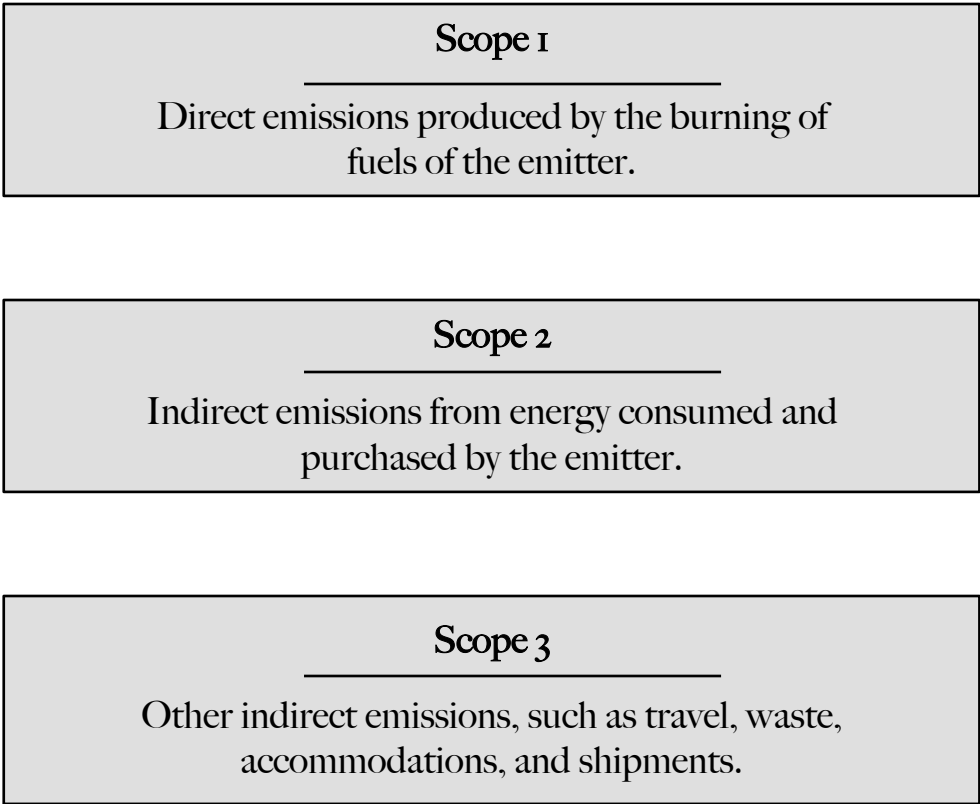 Scope 1
Direct emissions produced by the burning of
fuels of the emitter.
Scope 2
Indirect emissions from energy consumed and
purchased by the emitter.
Scope 3
Other indirect emissions, such as travel, waste,
accommodations, and shipments.